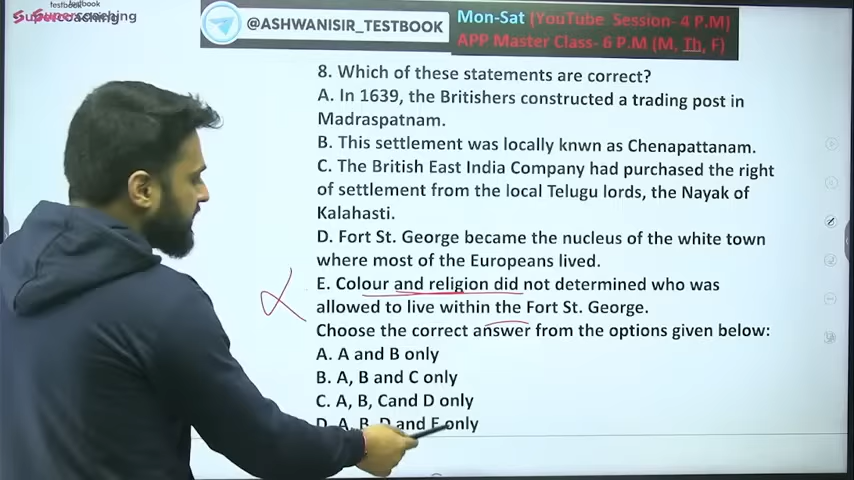 testbook testbook
Supercoaching
@ASHWANISIR_TESTBOOK
Mon-Sat (YouTube Session- 4 P.M)
APP Master Class- 6 P.M (M, Th, F)
8. Which of these statements are correct?
A. In 1639, the Britishers constructed a trading post in
Madraspatnam.
B. This settlement was locally knwn as Chenapattanam.
C. The British East India Company had purchased the right
of settlement from the local Telugu lords, the Nayak of
Kalahasti.
D. Fort St. George became the nucleus of the white town
where most of the Europeans lived.
E. Colour and religion did not determined who was
allowed to live within the Fort St. George.
Choose the correct answer from the options given below:
A. A and B only
B. A, B and C only
C. A, B, Cand D only
D. A, B, D and E only